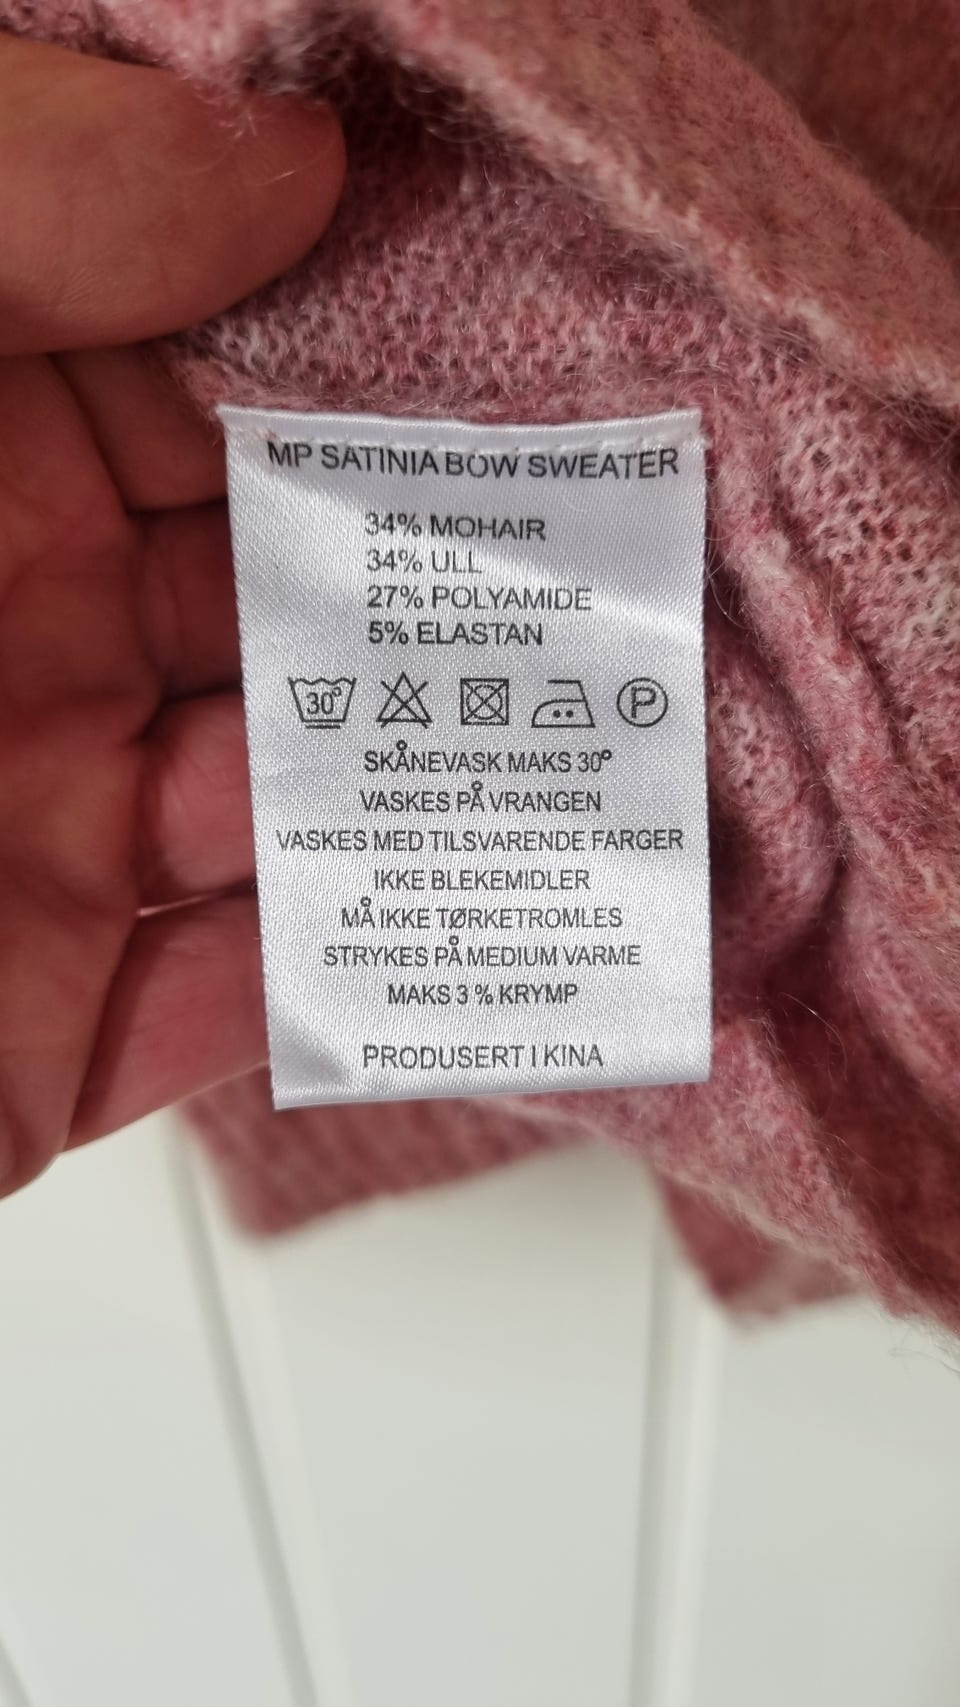 MP SATINIA BOW SWEATER
34% MOHAIR
34% ULL
27% POLYAMIDE
5% ELASTAN
30° P
SKÅNEVASK MAKS 30°
VASKES PÅ VRANGEN
VASKES MED TILSVARENDE FARGER
IKKE BLEKEMIDLER
MÅ IKKE TØRKETROMLES
STRYKES PÅ MEDIUM VARME
MAKS 3 % KRYMP
PRODUSERT I KINA